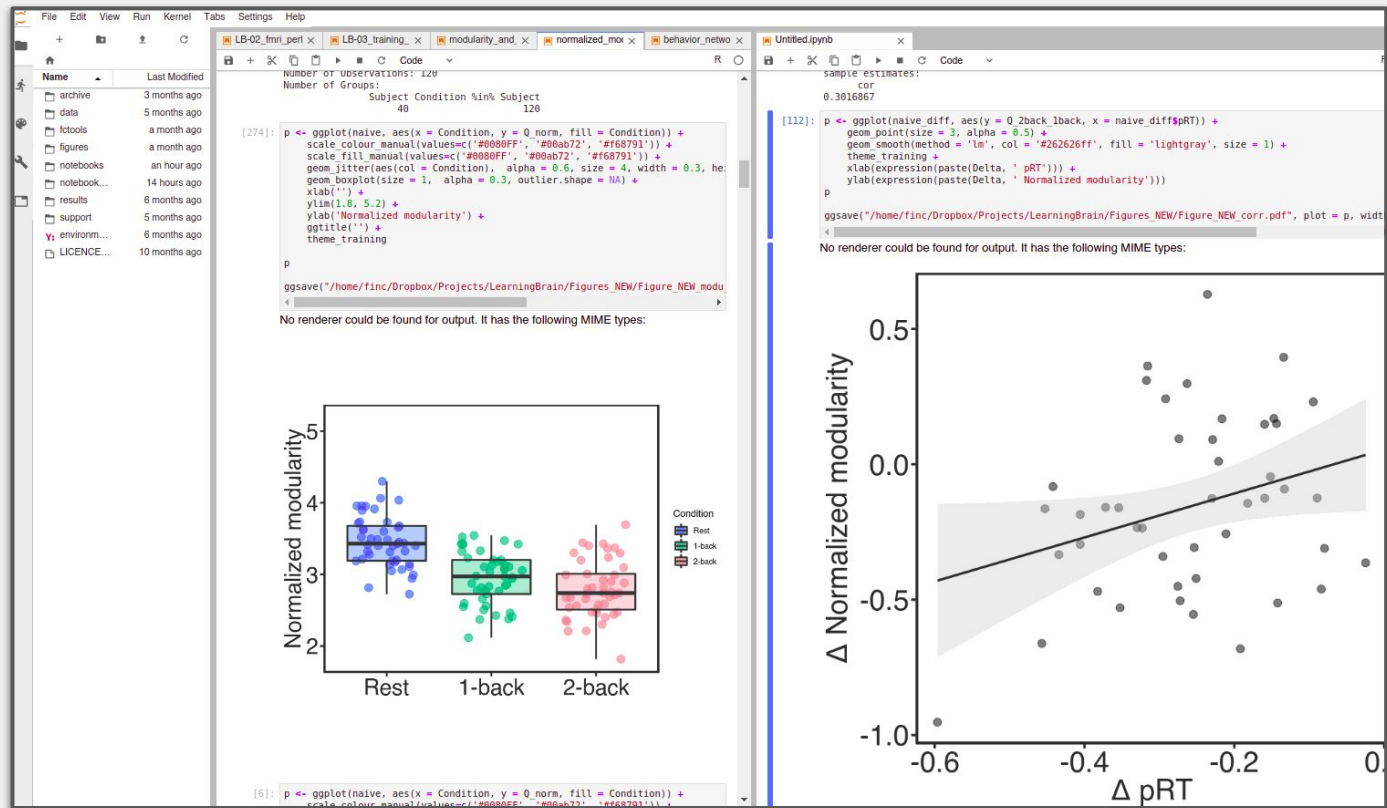 File Edit View Run Kernel Tabs Settings Help
Name Last Modified
archive 3 months ago
data 5 months ago
fctools a month ago
figures a month ago
notebooks an hour ago
notebook... 14 hours ago
results 6 months ago
support 5 months ago
Y: environm... 6 months ago
LICENCE... 10 months ago
LB-02_fmri_perl LB-03_training_ modularity_and_ normalized_mo behavior_netwo
Code R
Number of Observations: 120
Number of Groups:
Subject Condition %in% Subject
40 120
[274]: p <- ggplot(naive, aes(x = Condition, y = Q_norm, fill = Condition)) +
scale_colour_manual(values=c('#0080FF', '#00ab72', '#f68791')) +
scale_fill_manual(values=c('#0080FF', '#00ab72', '#f68791')) +
geom_jitter(aes(col = Condition), alpha = 0.6, size = 4, width = 0.3, hei
geom_boxplot(size = 1, alpha = 0.3, outlier.shape = NA) +
xlab('') +
ylim(1.8, 5.2) +
ylab('Normalized modularity') +
ggtitle('') +
theme_training
p
ggsave("/home/finc/Dropbox/Projects/LearningBrain/Figures_NEW/Figure_NEW_modu_
No renderer could be found for output. It has the following MIME types:
Normalized modularity
5
4
3
2
Rest 1-back 2-back
Condition
Rest
1-back
2-back
[6]: p <- ggplot(naive, aes(x = Condition, y = Q_norm, fill = Condition)) +
scale_colour_manual(values=c('#0080FF', '#00ab72', '#f68791')) +
Untitled.ipynb
Code
sample estimates:
cor
0.3016867
[112]: p <- ggplot(naive_diff, aes(y = Q_2back_1back, x = naive_diff$pRT)) +
geom_point(size = 3, alpha = 0.5) +
geom_smooth(method = 'lm', col = '#262626ff', fill = 'lightgray', size = 1) +
theme_training +
xlab(expression(paste(Delta, ' pRT'))) +
ylab(expression(paste(Delta, ' Normalized modularity')))
p
ggsave("/home/finc/Dropbox/Projects/LearningBrain/Figures_NEW/Figure_NEW_corr.pdf", plot = p, widt
No renderer could be found for output. It has the following MIME types:
Δ Normalized modularity
0.5
0.0
-0.5
-1.0
-0.6 -0.4 -0.2 0.
Δ pRT